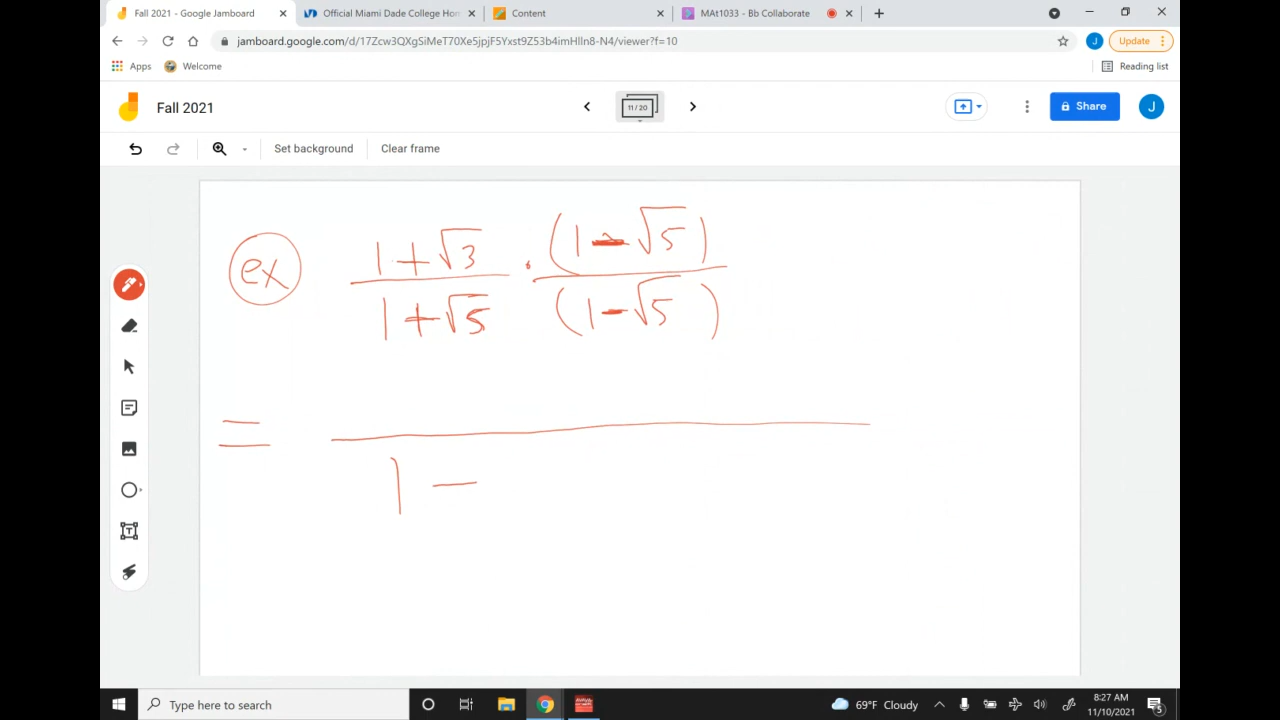 Fall 2021 - Google Jamboard
Official Miami Dade College Hom
Content
MAt1033 - Bb Collaborate
jamboard.google.com/d/17Zcw3QXgSiMeT70Xe5jpjF5Yxst9Z53b4imHlIn8-N4/viewer?f=10
J
Update
Apps
Welcome
Reading list
Fall 2021
11 / 20
Share
J
Set background
Clear frame
ex
1 + √3 · (1 - √5)
1 + √5 (1 - √5)
=
1 -
Type here to search
69°F Cloudy
8:27 AM
11/10/2021
5